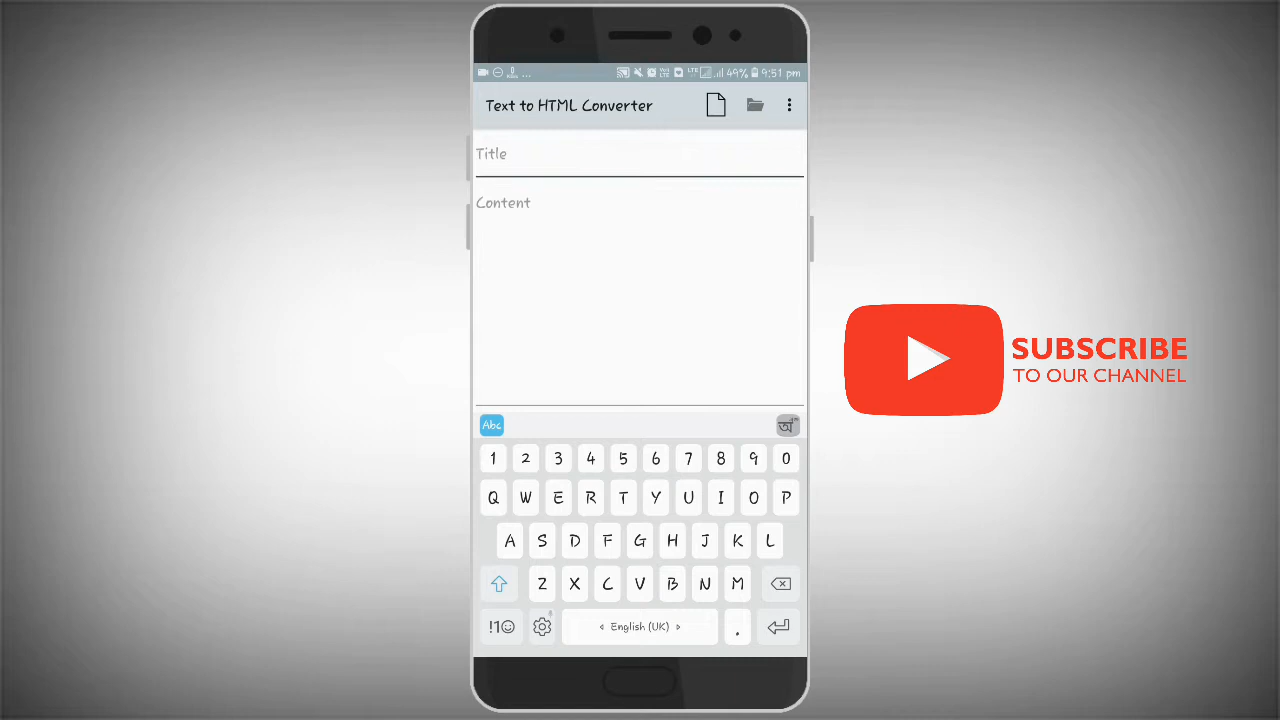 49% 9:51 pm
Text to HTML Converter
Title
Content
SUBSCRIBE
TO OUR CHANNEL
Abc
1 2 3 4 5 6 7 8 9 0
Q W E R T Y U I O P
A S D F G H J K L
Z X C V B N M
!1☺ English (UK) .